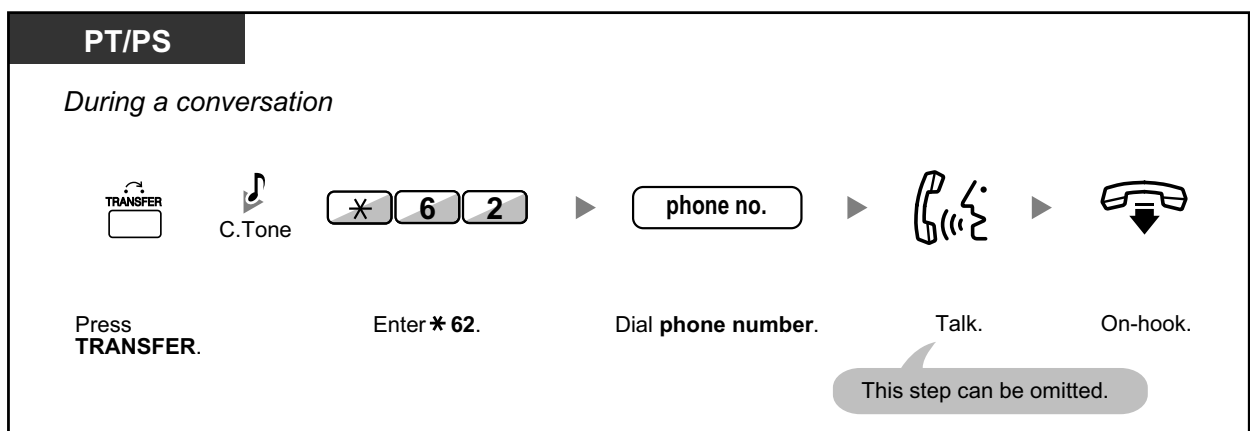 PT/PS
During a conversation
TRANSFER
C.Tone
* 6 2
phone no.
Press
TRANSFER.
Enter * 62.
Dial phone number.
Talk.
On-hook.
This step can be omitted.